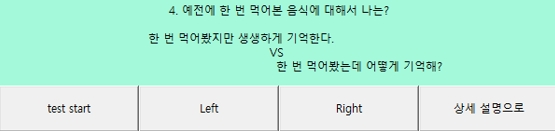 4. 예전에 한 번 먹어본 음식에 대해서 나는?
한 번 먹어봤지만 생생하게 기억한다.
VS
한 번 먹어봤는데 어떻게 기억해?
test start
Left
Right
상세 설명으로